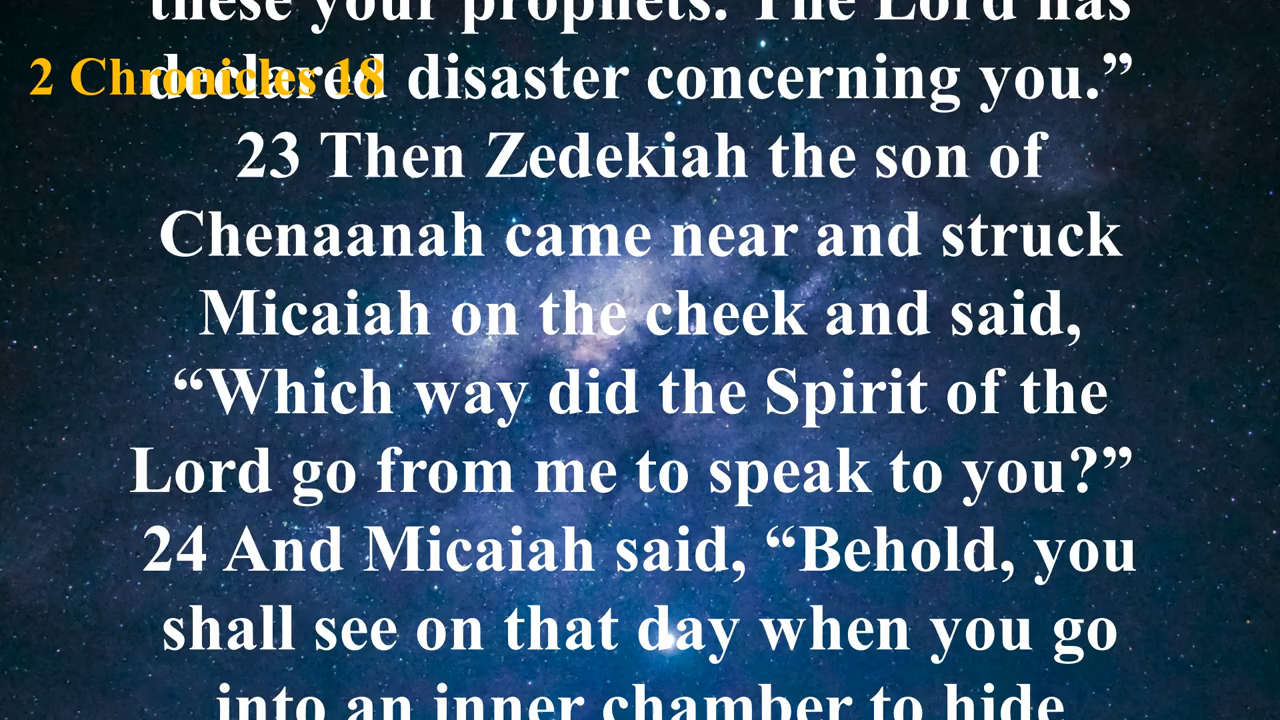 these your prophets. The Lord has
2 Chronicles 18
declared disaster concerning you.”
23 Then Zedekiah the son of
Chenaanah came near and struck
Micaiah on the cheek and said,
“Which way did the Spirit of the
Lord go from me to speak to you?”
24 And Micaiah said, “Behold, you
shall see on that day when you go
into an inner chamber to hide